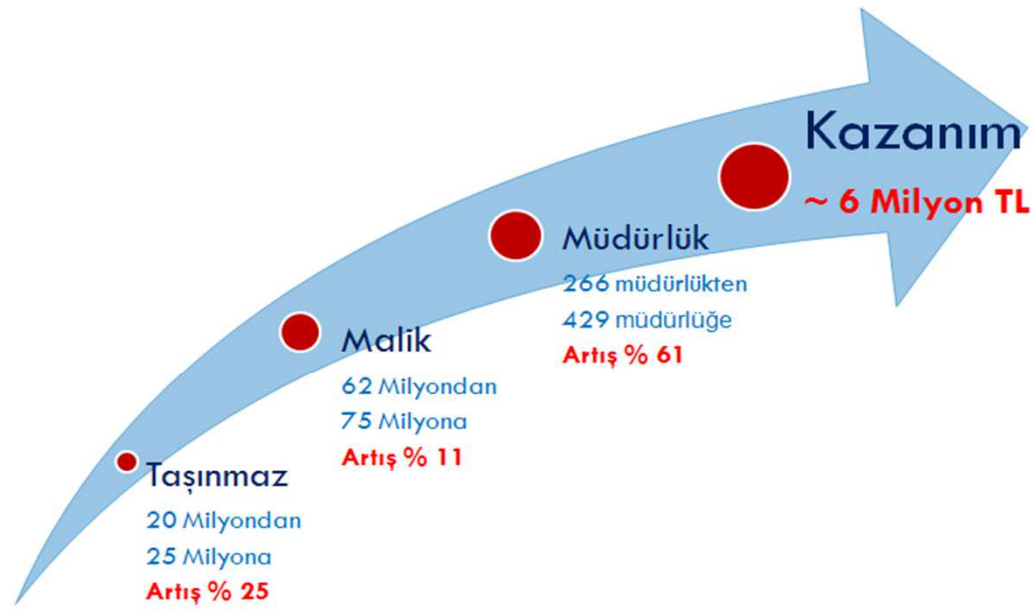 Kazanım
~ 6 Milyon TL
Müdürlük
266 müdürlükten
429 müdürlüğe
Artış % 61
Malik
62 Milyondan
75 Milyona
Artış % 11
Taşınmaz
20 Milyondan
25 Milyona
Artış % 25